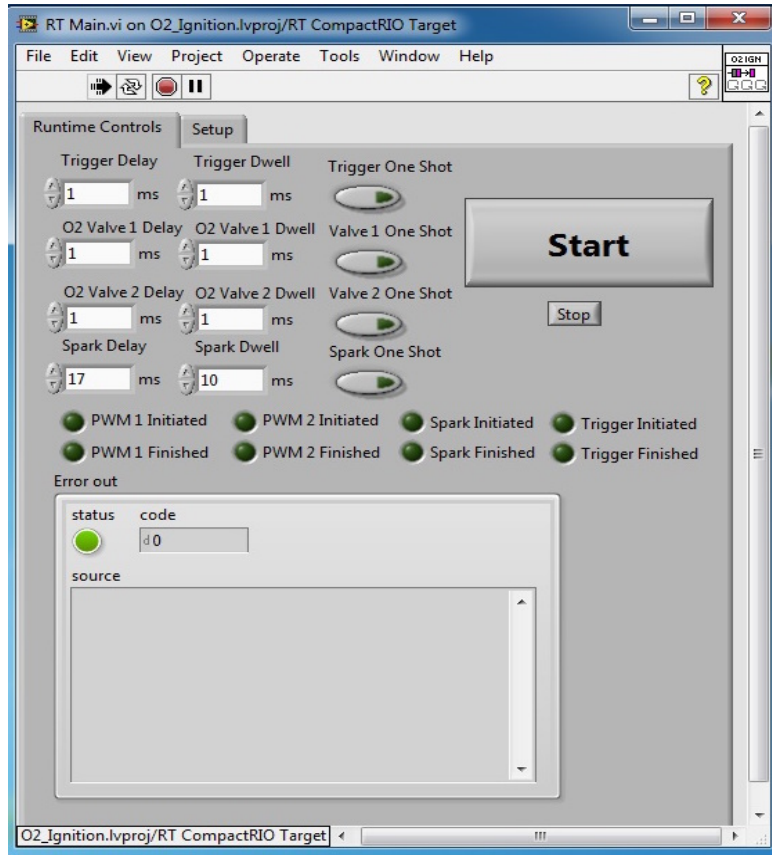 RT Main.vi on O2_Ignition.lvproj/RT CompactRIO Target
File Edit View Project Operate Tools Window Help
O2 IGN
Runtime Controls Setup
Trigger Delay Trigger Dwell Trigger One Shot
1 ms 1 ms
O2 Valve 1 Delay O2 Valve 1 Dwell Valve 1 One Shot
1 ms 1 ms
Start
O2 Valve 2 Delay O2 Valve 2 Dwell Valve 2 One Shot
1 ms 1 ms
Stop
Spark Delay Spark Dwell Spark One Shot
17 ms 10 ms
PWM 1 Initiated PWM 2 Initiated Spark Initiated Trigger Initiated
PWM 1 Finished PWM 2 Finished Spark Finished Trigger Finished
Error out
status code
d 0
source
O2_Ignition.lvproj/RT CompactRIO Target